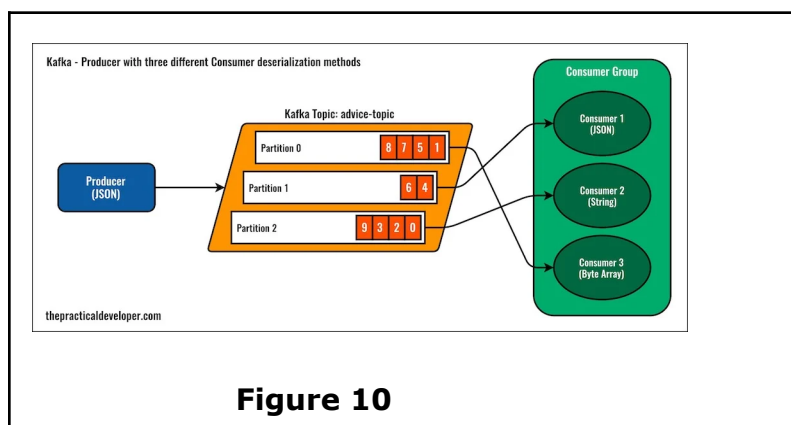 Kafka - Producer with three different Consumer deserialization methods
Consumer Group
Kafka Topic: advice-topic
Producer
(JSON)
Partition 0
8 7 5 1
Partition 1
6 4
Partition 2
9 3 2 0
Consumer 1
(JSON)
Consumer 2
(String)
Consumer 3
(Byte Array)
thepracticaldeveloper.com
Figure 10